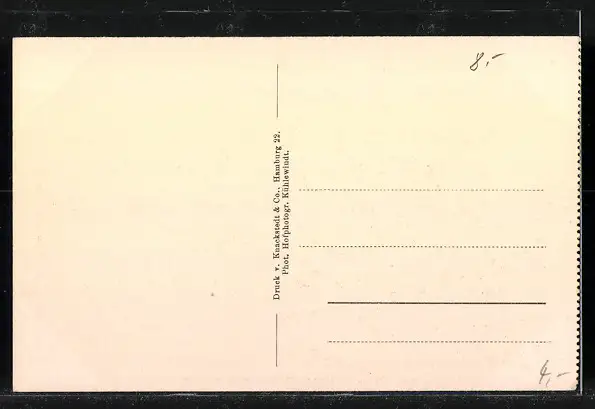 8,-
Druck v. Knackstedt & Co., Hamburg 22.
Phot. Hofphotogr. Kühlewindt.
4,-